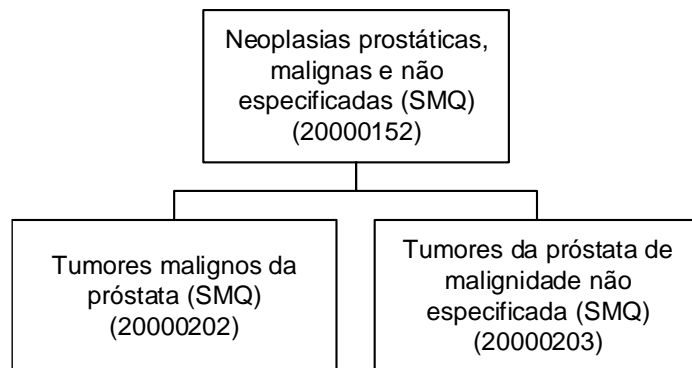 Neoplasias prostáticas,
malignas e não
especificadas (SMQ)
(20000152)
Tumores malignos da
próstata (SMQ)
(20000202)
Tumores da próstata de
malignidade não
especificada (SMQ)
(20000203)